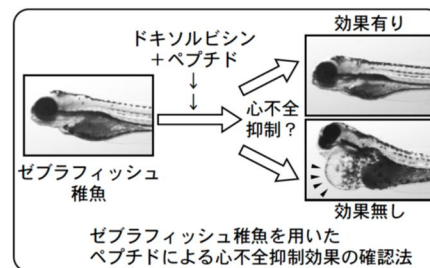 ドキソルビシン
+ペプチド
↓
↓
効果有り
心不全
抑制?
ゼブラフィッシュ
稚魚
効果無し
ゼブラフィッシュ稚魚を用いた
ペプチドによる心不全抑制効果の確認法